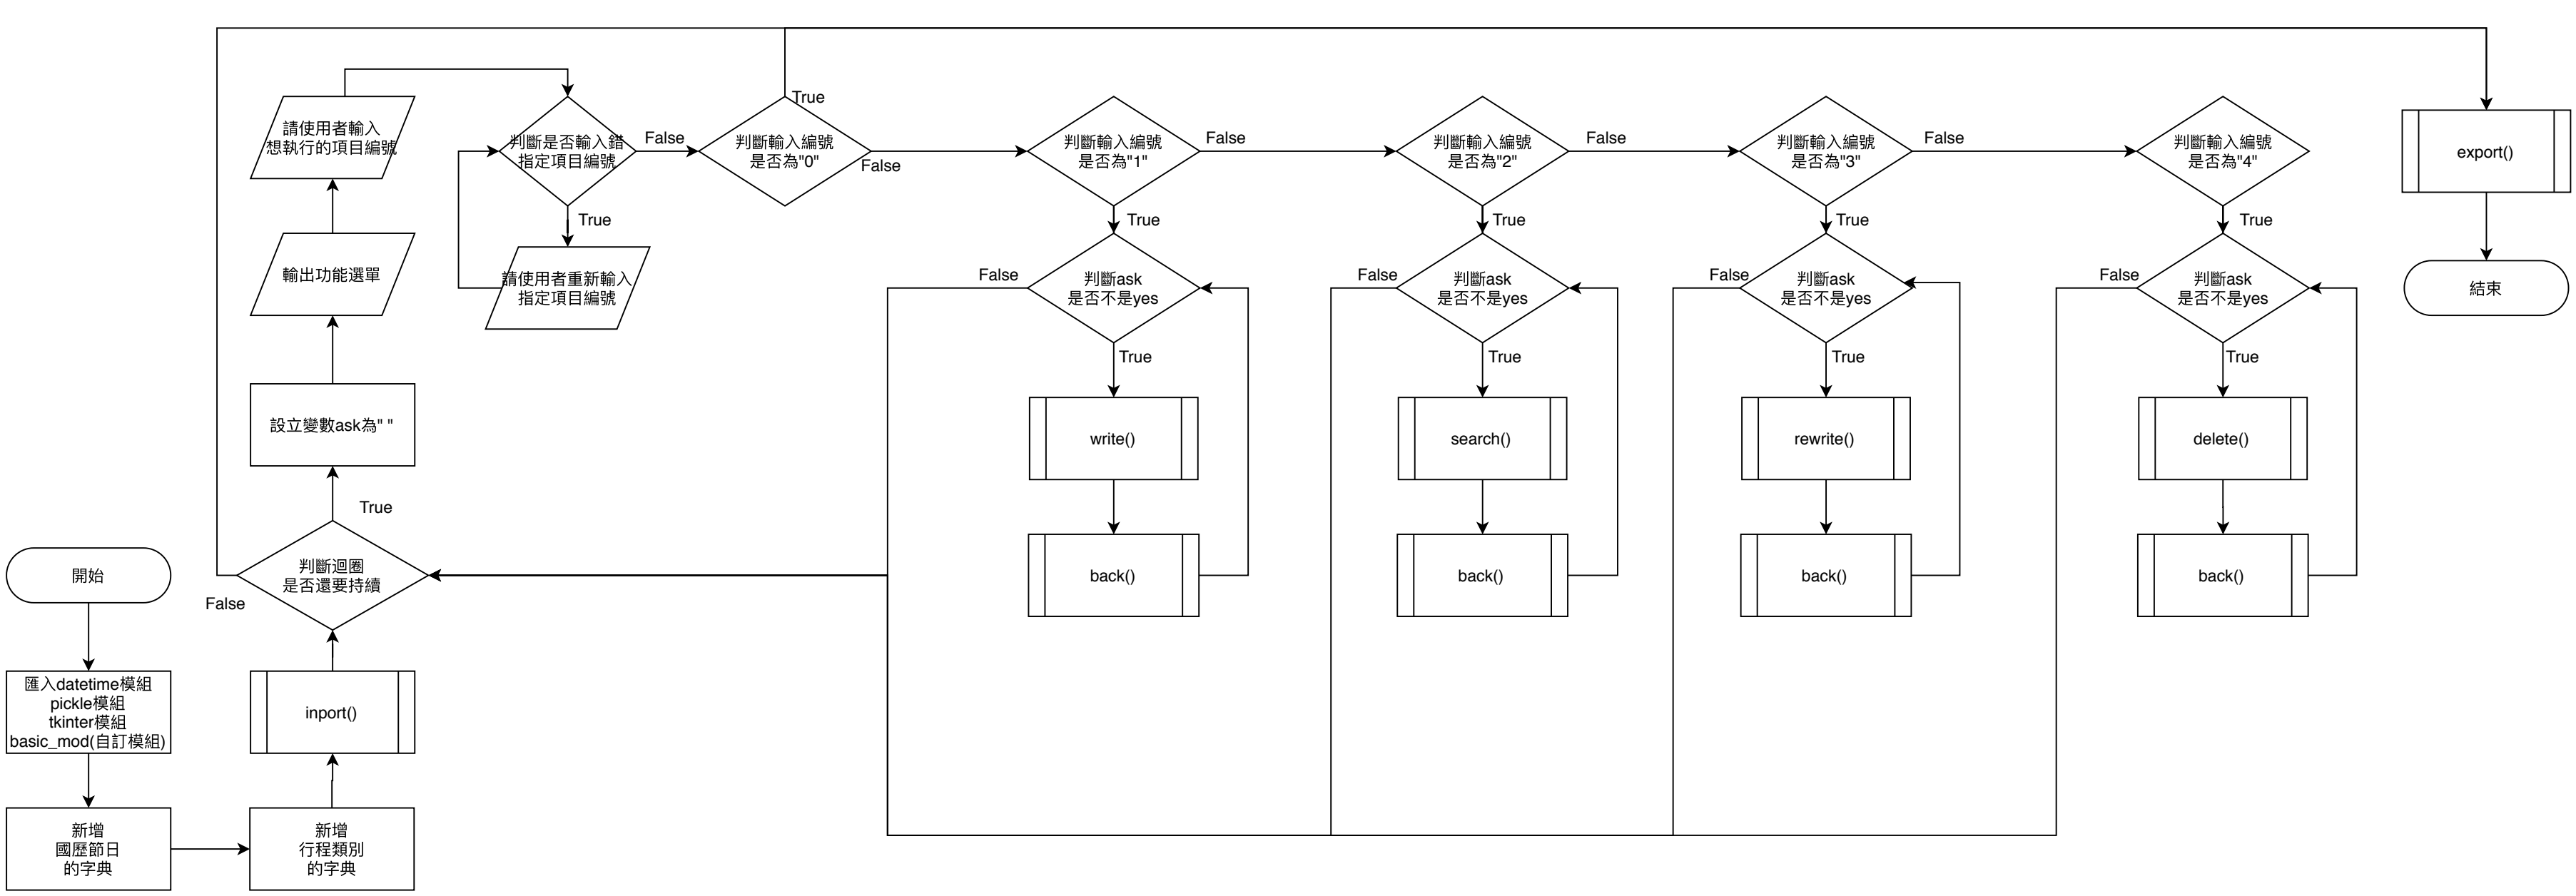 開始
匯入datetime模組
pickle模組
tkinter模組
basic_mod(自訂模組)
新增
國歷節日
的字典
新增
行程類別
的字典
inport()
判斷迴圈
是否還要持續
False
True
設立變數ask為" "
輸出功能選單
請使用者輸入
想執行的項目編號
判斷是否輸入錯
指定項目編號
False
True
請使用者重新輸入
指定項目編號
判斷輸入編號
是否為"0"
True
False
判斷輸入編號
是否為"1"
False
True
判斷ask
是否不是yes
False
True
write()
back()
判斷輸入編號
是否為"2"
False
True
判斷ask
是否不是yes
False
True
search()
back()
判斷輸入編號
是否為"3"
False
True
判斷ask
是否不是yes
False
True
rewrite()
back()
判斷輸入編號
是否為"4"
True
判斷ask
是否不是yes
False
True
delete()
back()
export()
結束